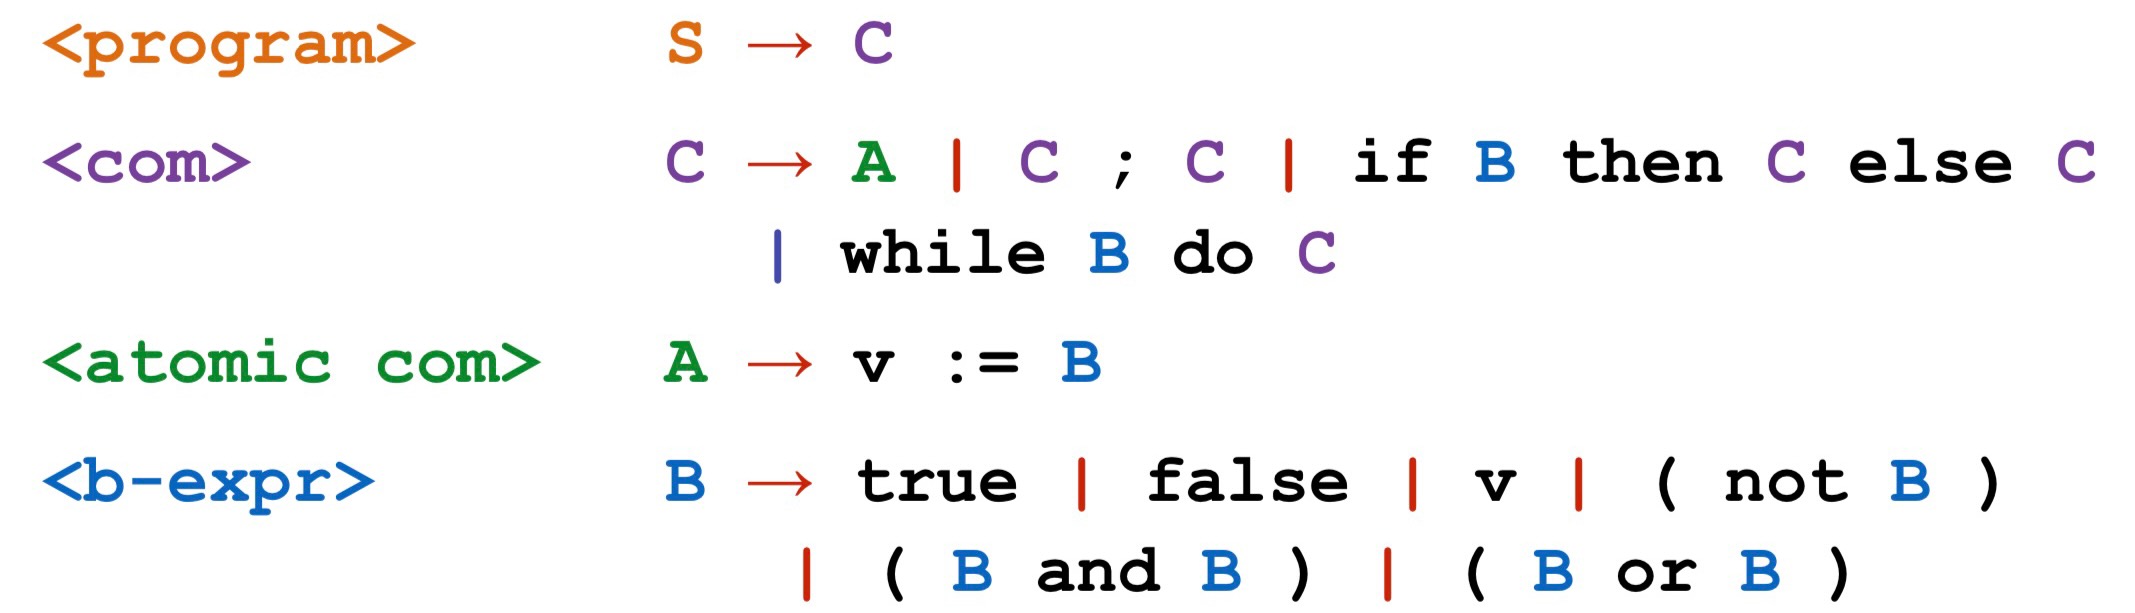 <program> S → C
<com> C → A | C ; C | if B then C else C
| while B do C
<atomic com> A → v := B
<b-expr> B → true | false | v | ( not B )
| ( B and B ) | ( B or B )